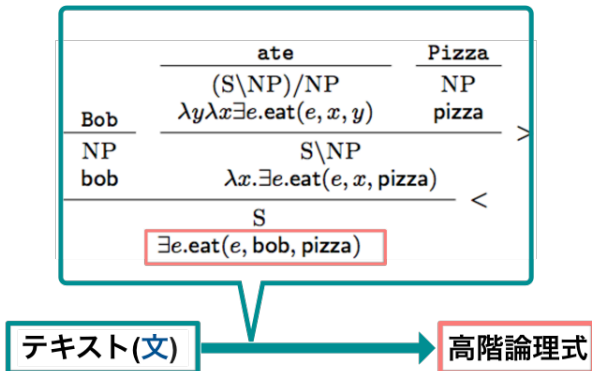 ate Pizza
(S\NP)/NP NP
λyλx∃e.eat(e, x, y) pizza
Bob >
NP S\NP
bob λx.∃e.eat(e, x, pizza)
<
S
∃e.eat(e, bob, pizza)
テキスト(文) 高階論理式